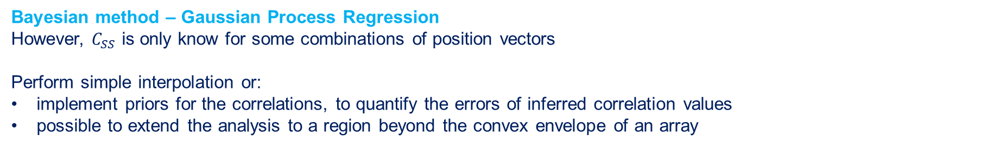 Bayesian method – Gaussian Process Regression
However, C_SS is only know for some combinations of position vectors
Perform simple interpolation or:
• implement priors for the correlations, to quantify the errors of inferred correlation values
• possible to extend the analysis to a region beyond the convex envelope of an array